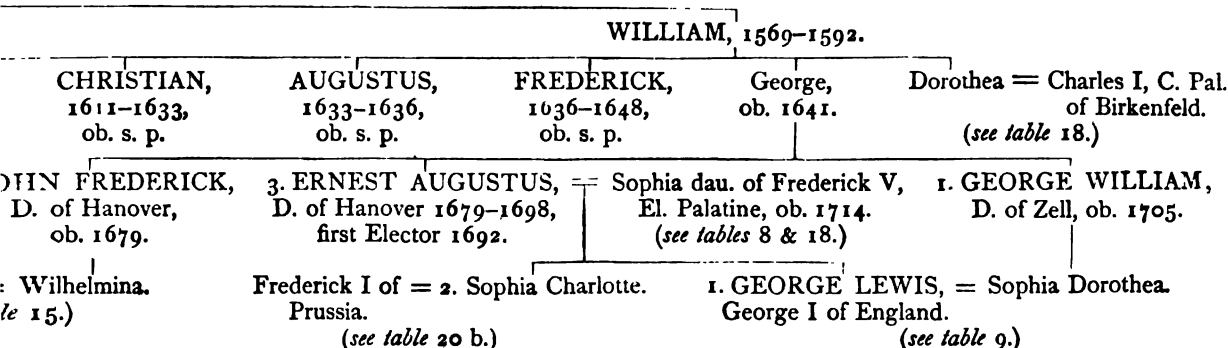 WILLIAM, 1569–1592.
CHRISTIAN, AUGUSTUS, FREDERICK, George, Dorothea = Charles I, C. Pal.
1611–1633, 1633–1636, 1636–1648, ob. 1641. of Birkenfeld.
ob. s. p. ob. s. p. ob. s. p. (see table 18.)
OHN FREDERICK, 3. ERNEST AUGUSTUS, = Sophia dau. of Frederick V, 1. GEORGE WILLIAM,
D. of Hanover, D. of Hanover 1679–1698, El. Palatine, ob. 1714. D. of Zell, ob. 1705.
ob. 1679. first Elector 1692. (see tables 8 & 18.)
= Wilhelmina. Frederick I of = 2. Sophia Charlotte. 1. GEORGE LEWIS, = Sophia Dorothea.
le 15.) Prussia. George I of England.
(see table 20 b.) (see table 9.)